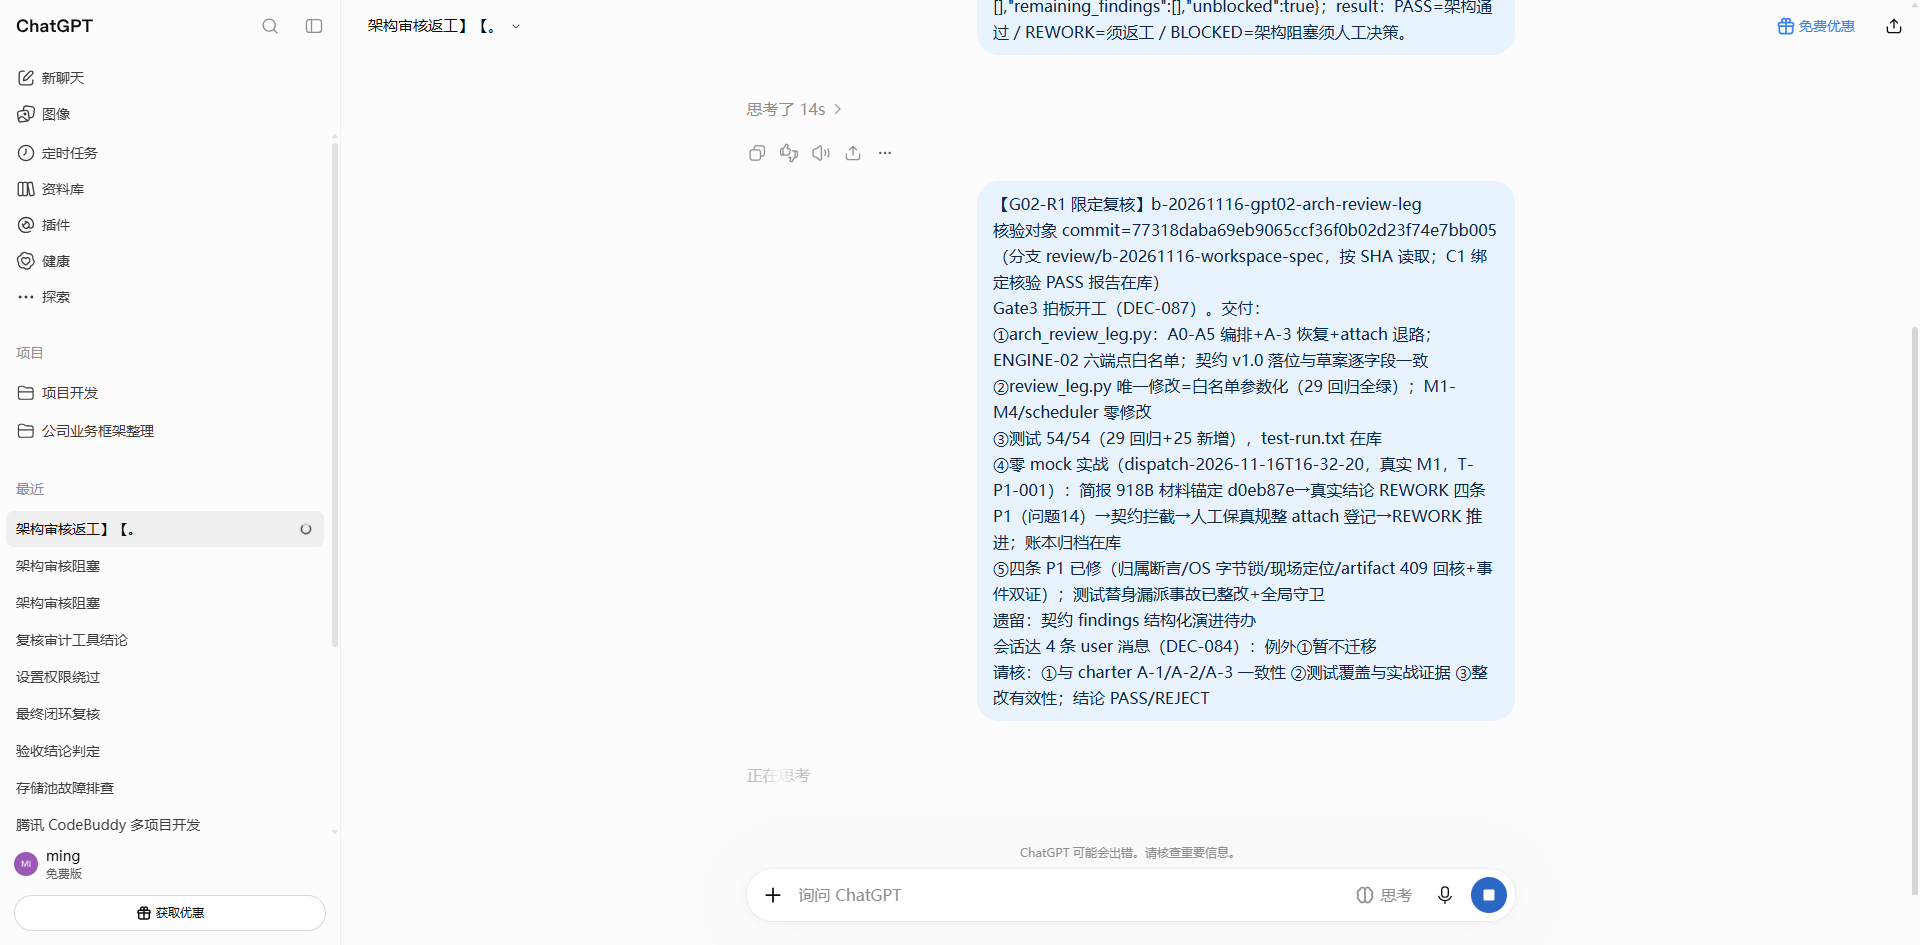 ChatGPT
新聊天
图像
定时任务
资料库
插件
健康
探索
项目
项目开发
公司业务框架整理
最近
架构审核返工】【。
架构审核阻塞
架构审核阻塞
复核审计工具结论
设置权限绕过
最终闭环复核
验收结论判定
存储池故障排查
腾讯 CodeBuddy 多项目开发
MI
ming
免费版
获取优惠
架构审核返工】【。
免费优惠
[],"remaining_findings":[],"unblocked":true}；result：PASS=架构通
过 / REWORK=须返工 / BLOCKED=架构阻塞须人工决策。
思考了 14s
【G02-R1 限定复核】b-20261116-gpt02-arch-review-leg
核验对象 commit=77318daba69eb9065ccf36f0b02d23f74e7bb005
（分支 review/b-20261116-workspace-spec，按 SHA 读取；C1 绑
定核验 PASS 报告在库）
Gate3 拍板开工（DEC-087）。交付：
①arch_review_leg.py：A0-A5 编排+A-3 恢复+attach 退路；
ENGINE-02 六端点白名单；契约 v1.0 落位与草案逐字段一致
②review_leg.py 唯一修改=白名单参数化（29 回归全绿）；M1-
M4/scheduler 零修改
③测试 54/54（29 回归+25 新增），test-run.txt 在库
④零 mock 实战（dispatch-2026-11-16T16-32-20，真实 M1，T-
P1-001）：简报 918B 材料锚定 d0eb87e→真实结论 REWORK 四条
P1（问题14）→契约拦截→人工保真规整 attach 登记→REWORK 推
进；账本归档在库
⑤四条 P1 已修（归属断言/OS 字节锁/现场定位/artifact 409 回核+事
件双证）；测试替身漏派事故已整改+全局守卫
遗留：契约 findings 结构化演进待办
会话达 4 条 user 消息（DEC-084）：例外①暂不迁移
请核：①与 charter A-1/A-2/A-3 一致性 ②测试覆盖与实战证据 ③整
改有效性；结论 PASS/REJECT
正在思考
ChatGPT 可能会出错。请核查重要信息。
询问 ChatGPT
思考